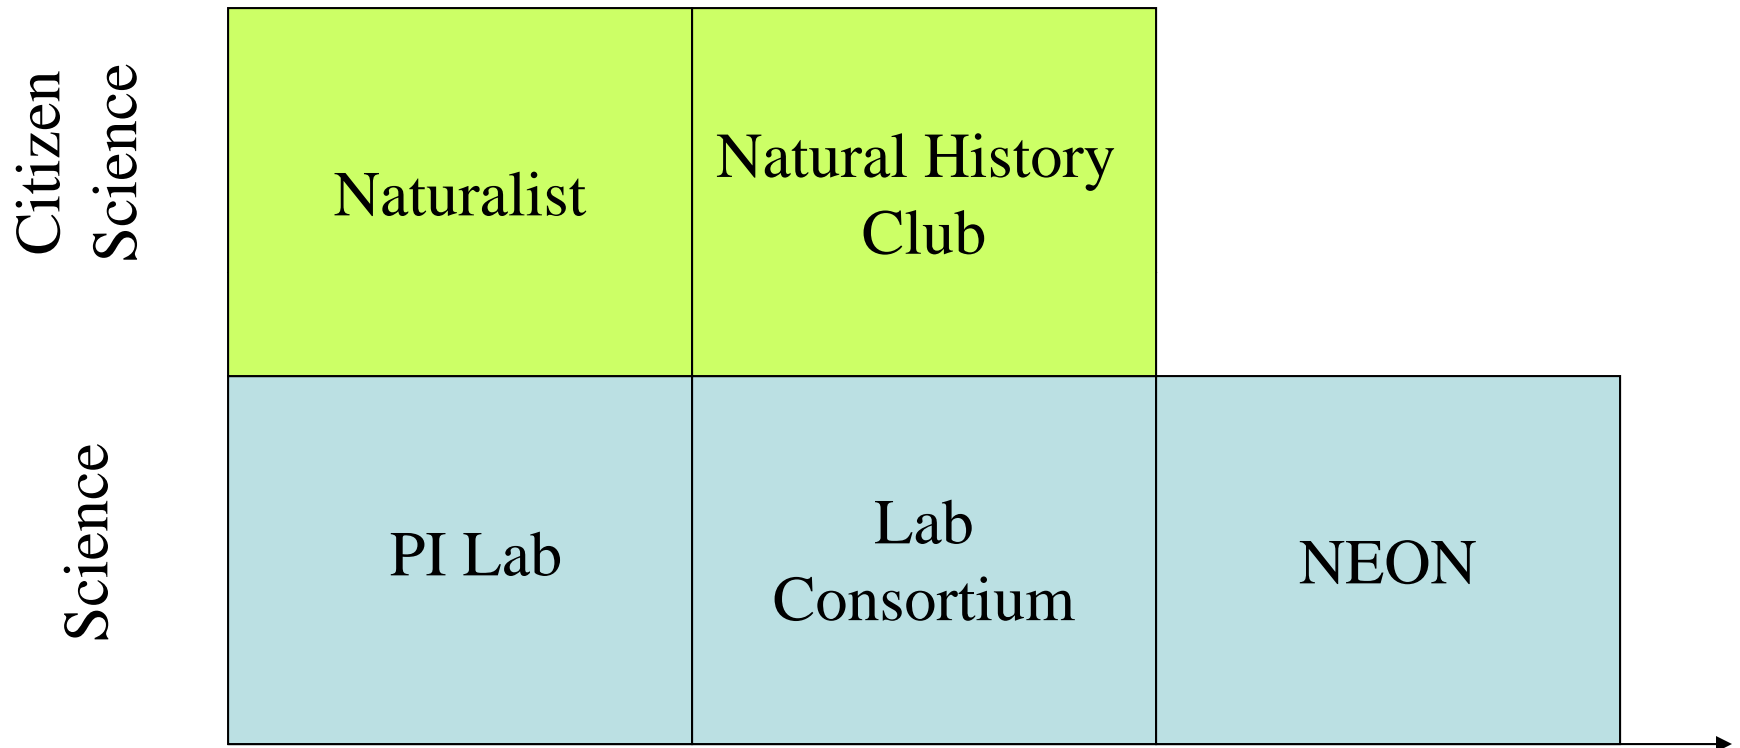 Citizen
Science
Naturalist
Natural History
Club
Science
PI Lab
Lab
Consortium
NEON